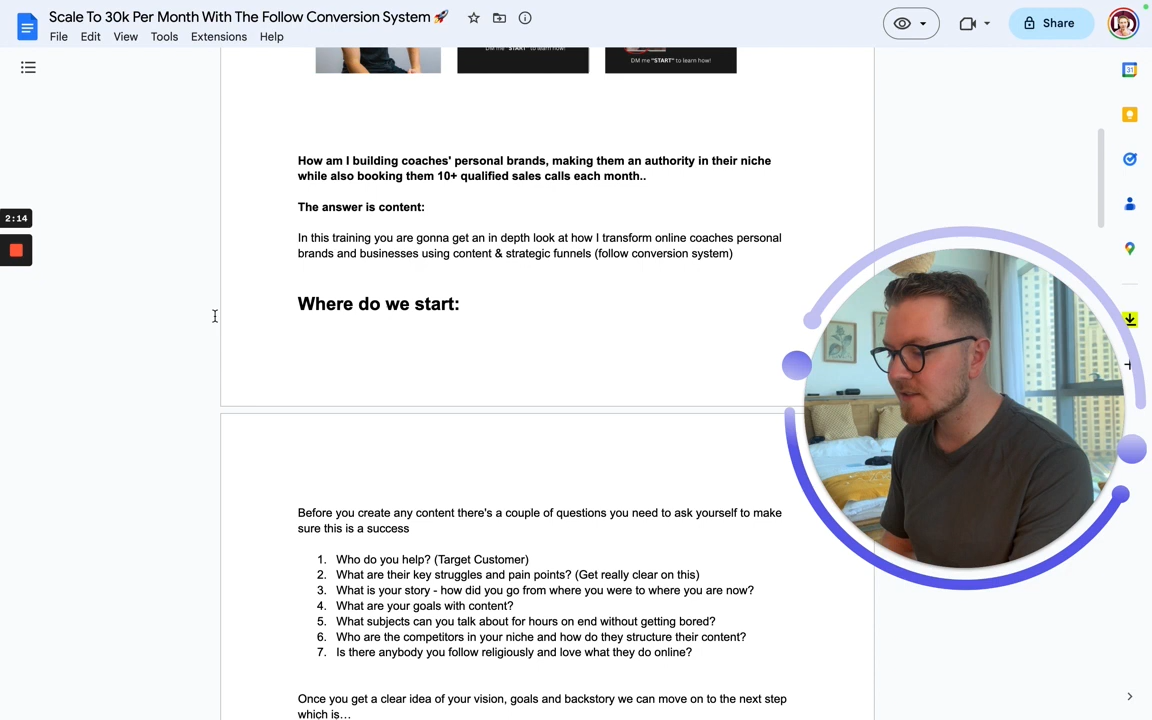 Scale To 30k Per Month With The Follow Conversion System 🚀
File Edit View Tools Extensions Help
Share
31
DM me "START" to learn how!
DM me "START" to learn how!
How am I building coaches' personal brands, making them an authority in their niche
while also booking them 10+ qualified sales calls each month..
The answer is content:
2:14
In this training you are gonna get an in depth look at how I transform online coaches personal
brands and businesses using content & strategic funnels (follow conversion system)
Where do we start:
Before you create any content there's a couple of questions you need to ask yourself to make
sure this is a success
1. Who do you help? (Target Customer)
2. What are their key struggles and pain points? (Get really clear on this)
3. What is your story - how did you go from where you were to where you are now?
4. What are your goals with content?
5. What subjects can you talk about for hours on end without getting bored?
6. Who are the competitors in your niche and how do they structure their content?
7. Is there anybody you follow religiously and love what they do online?
Once you get a clear idea of your vision, goals and backstory we can move on to the next step
which is...